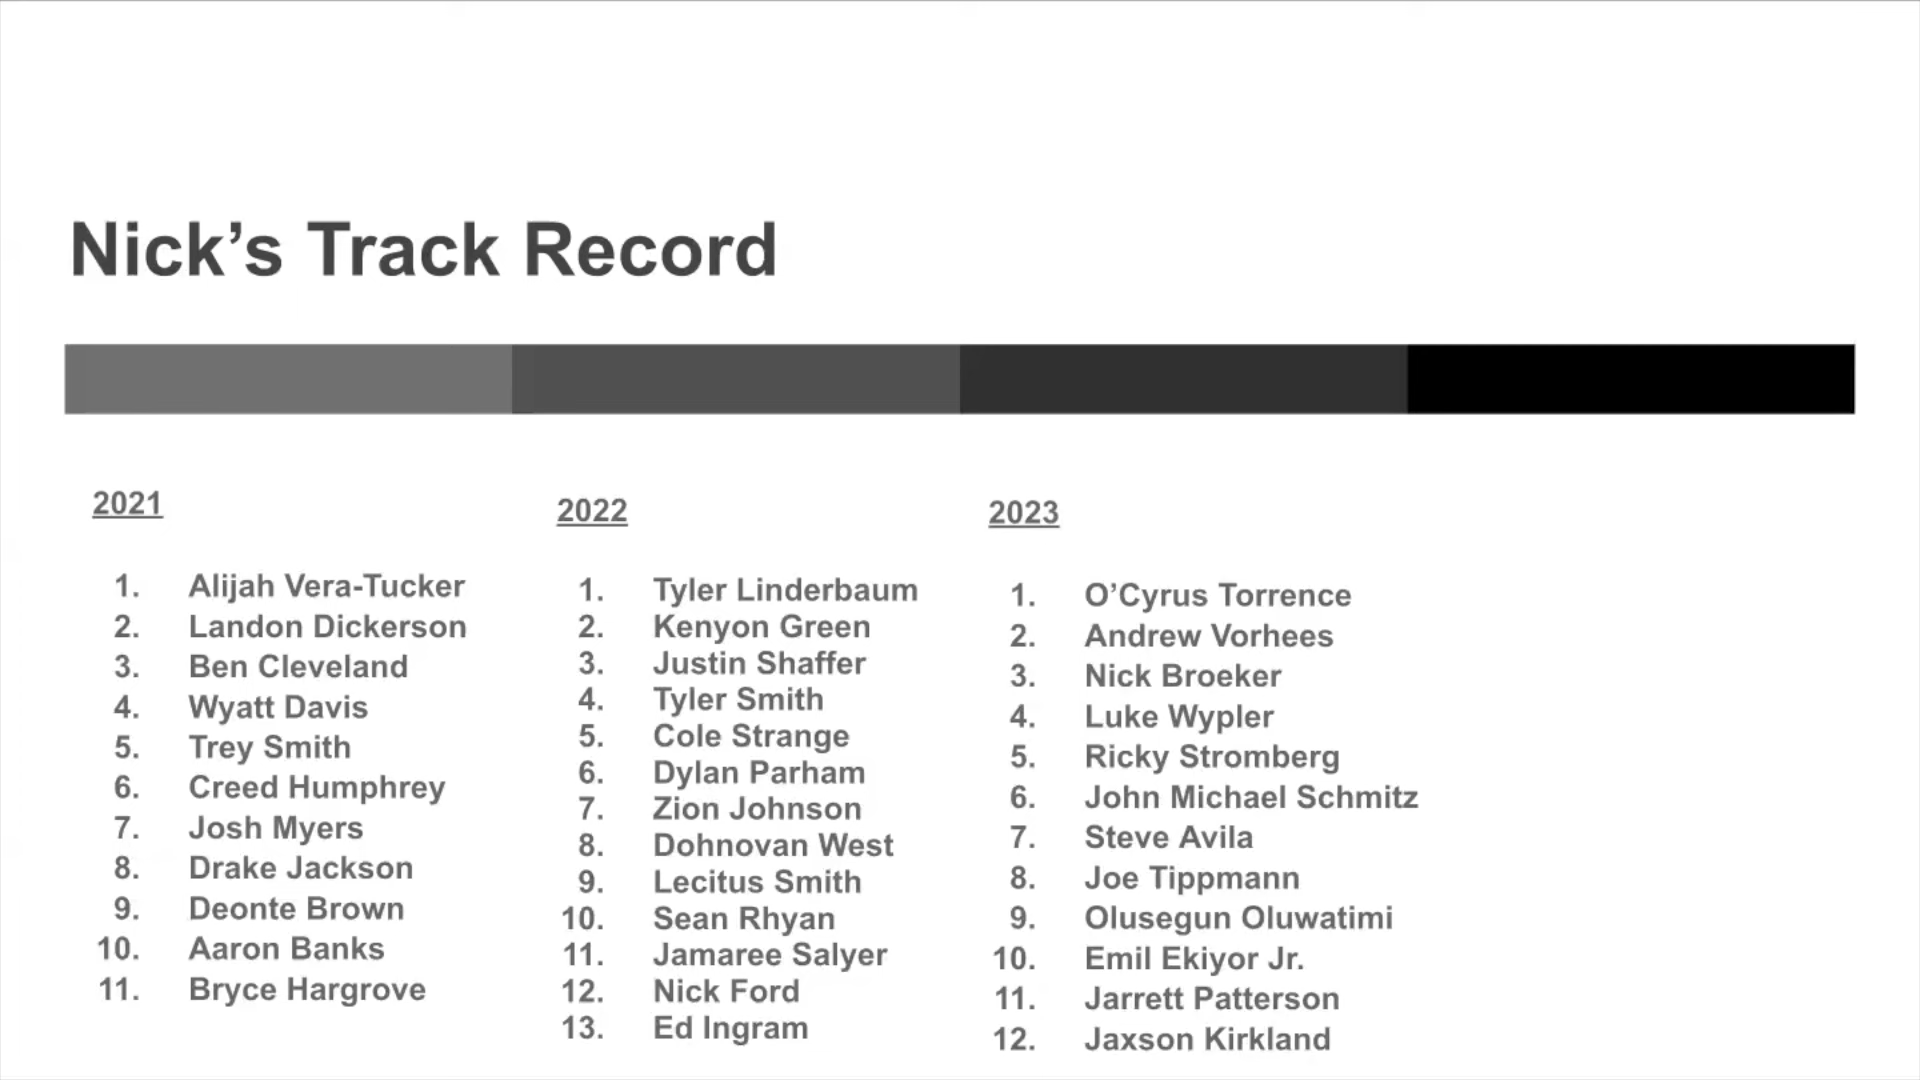 Nick’s Track Record
2021
1. Alijah Vera-Tucker
2. Landon Dickerson
3. Ben Cleveland
4. Wyatt Davis
5. Trey Smith
6. Creed Humphrey
7. Josh Myers
8. Drake Jackson
9. Deonte Brown
10. Aaron Banks
11. Bryce Hargrove
2022
1. Tyler Linderbaum
2. Kenyon Green
3. Justin Shaffer
4. Tyler Smith
5. Cole Strange
6. Dylan Parham
7. Zion Johnson
8. Dohnovan West
9. Lecitus Smith
10. Sean Rhyan
11. Jamaree Salyer
12. Nick Ford
13. Ed Ingram
2023
1. O’Cyrus Torrence
2. Andrew Vorhees
3. Nick Broeker
4. Luke Wypler
5. Ricky Stromberg
6. John Michael Schmitz
7. Steve Avila
8. Joe Tippmann
9. Olusegun Oluwatimi
10. Emil Ekiyor Jr.
11. Jarrett Patterson
12. Jaxson Kirkland